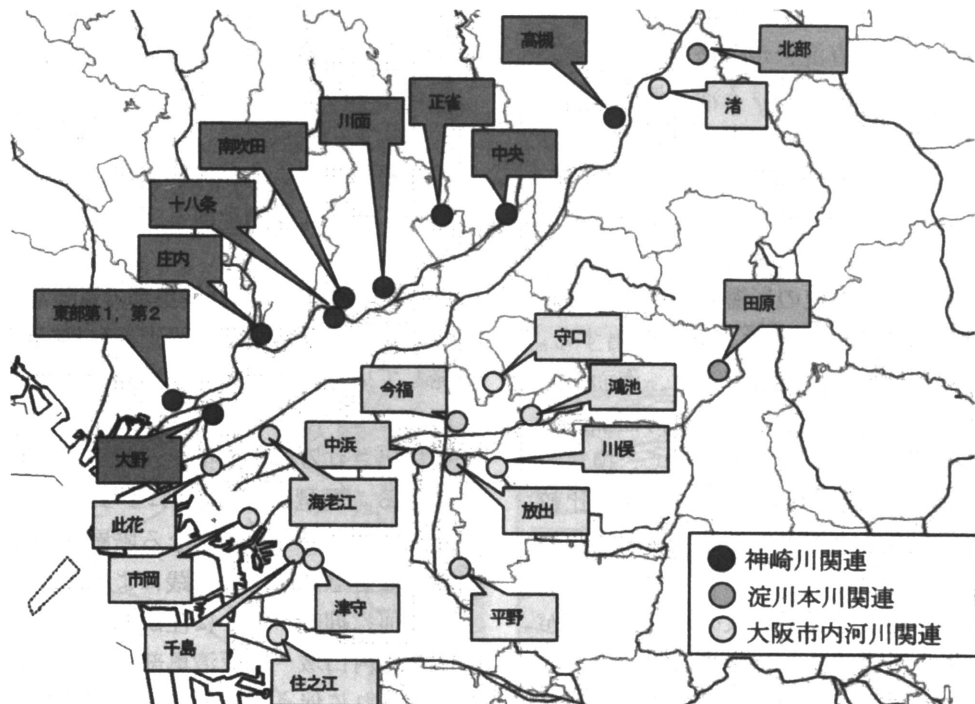 高槻
北部
渚
正雀
川面
南吹田
中央
十八条
庄内
東部第1，第2
田原
守口
今福
鴻池
中浜
川俣
大野
海老江
放出
此花
市岡
津守
平野
千島
住之江
神崎川関連
淀川本川関連
大阪市内河川関連